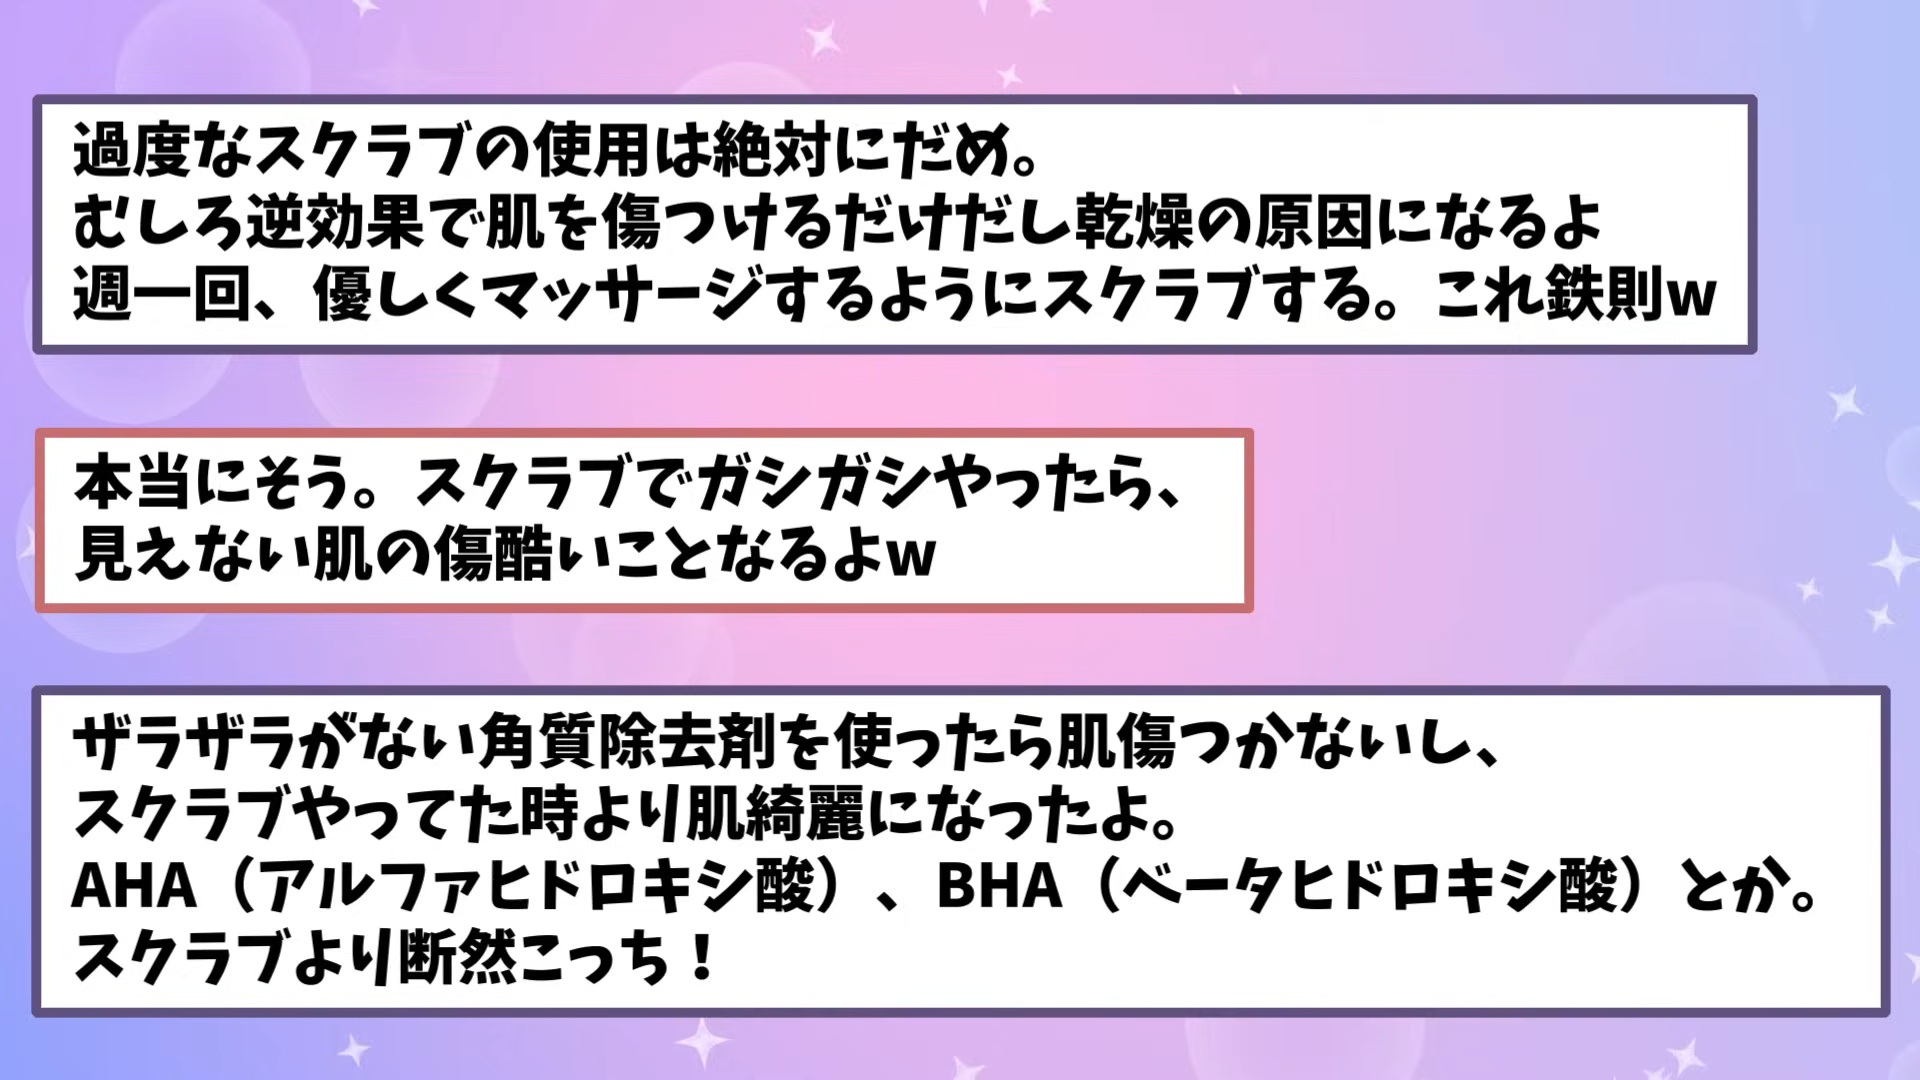 過度なスクラブの使用は絶対にだめ。
むしろ逆効果で肌を傷つけるだけだし乾燥の原因になるよ
週一回、優しくマッサージするようにスクラブする。これ鉄則w
本当にそう。スクラブでガシガシやったら、
見えない肌の傷酷いことなるよw
ザラザラがない角質除去剤を使ったら肌傷つかないし、
スクラブやってた時より肌綺麗になったよ。
AHA（アルファヒドロキシ酸）、BHA（ベータヒドロキシ酸）とか。
スクラブより断然こっち！